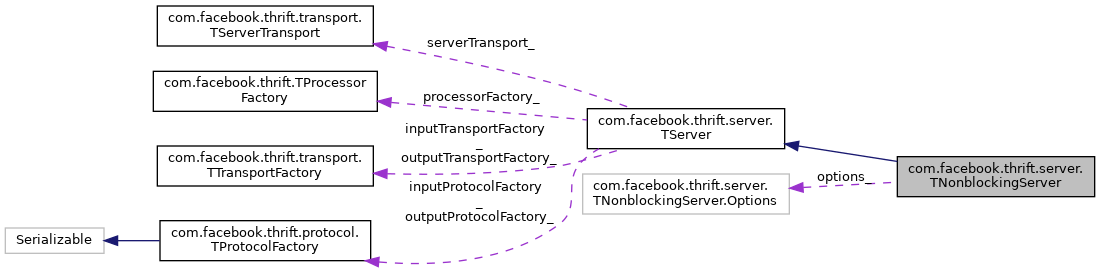 com.facebook.thrift.transport.
TServerTransport
serverTransport_
com.facebook.thrift.TProcessor
Factory
processorFactory_
com.facebook.thrift.server.
TServer
inputTransportFactory
_
outputTransportFactory_
com.facebook.thrift.transport.
TTransportFactory
com.facebook.thrift.server.
TNonblockingServer
options_
com.facebook.thrift.server.
TNonblockingServer.Options
inputProtocolFactory
_
outputProtocolFactory_
Serializable
com.facebook.thrift.protocol.
TProtocolFactory